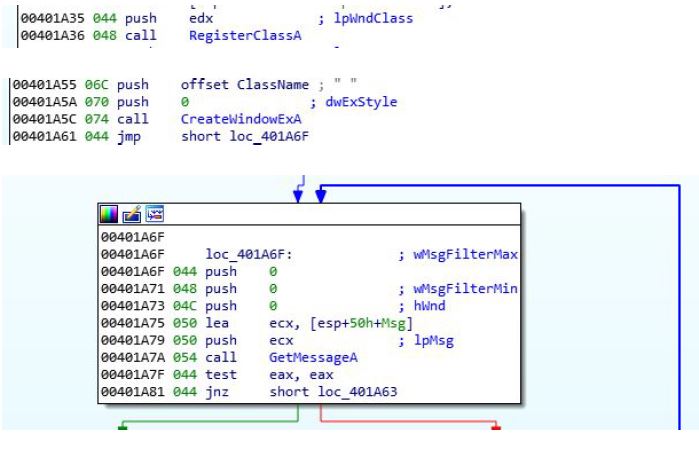 00401A35 044 push edx ; lpWndClass
00401A36 048 call RegisterClassA
00401A55 06C push offset ClassName ; " "
00401A5A 070 push 0 ; dwExStyle
00401A5C 074 call CreateWindowExA
00401A61 044 jmp short loc_401A6F
00401A6F
00401A6F loc_401A6F: ; wMsgFilterMax
00401A6F 044 push 0
00401A71 048 push 0 ; wMsgFilterMin
00401A73 04C push 0 ; hWnd
00401A75 050 lea ecx, [esp+50h+Msg]
00401A79 050 push ecx ; lpMsg
00401A7A 054 call GetMessageA
00401A7F 044 test eax, eax
00401A81 044 jnz short loc_401A63